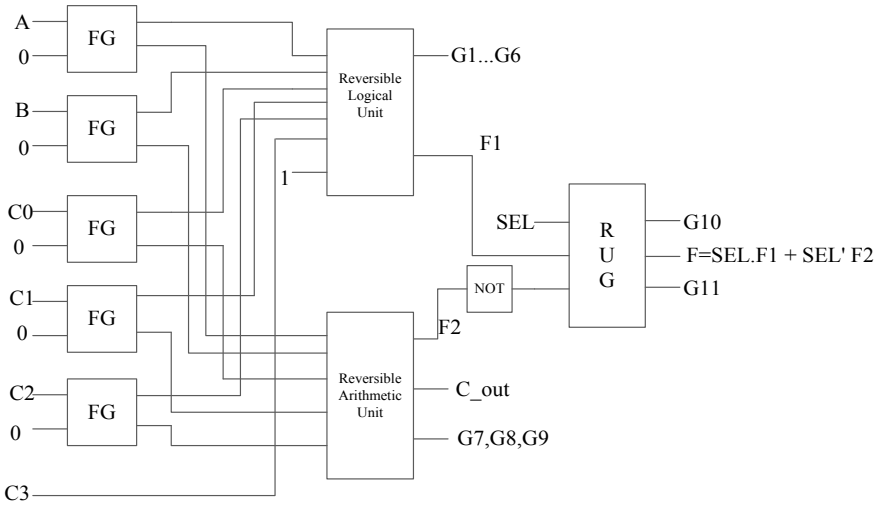 A
0
FG
B
0
FG
C0
0
FG
C1
0
FG
C2
0
FG
C3
Reversible
Logical
Unit
1
G1...G6
F1
Reversible
Arithmetic
Unit
F2
NOT
C_out
G7,G8,G9
SEL
R
U
G
G10
F=SEL.F1 + SEL' F2
G11